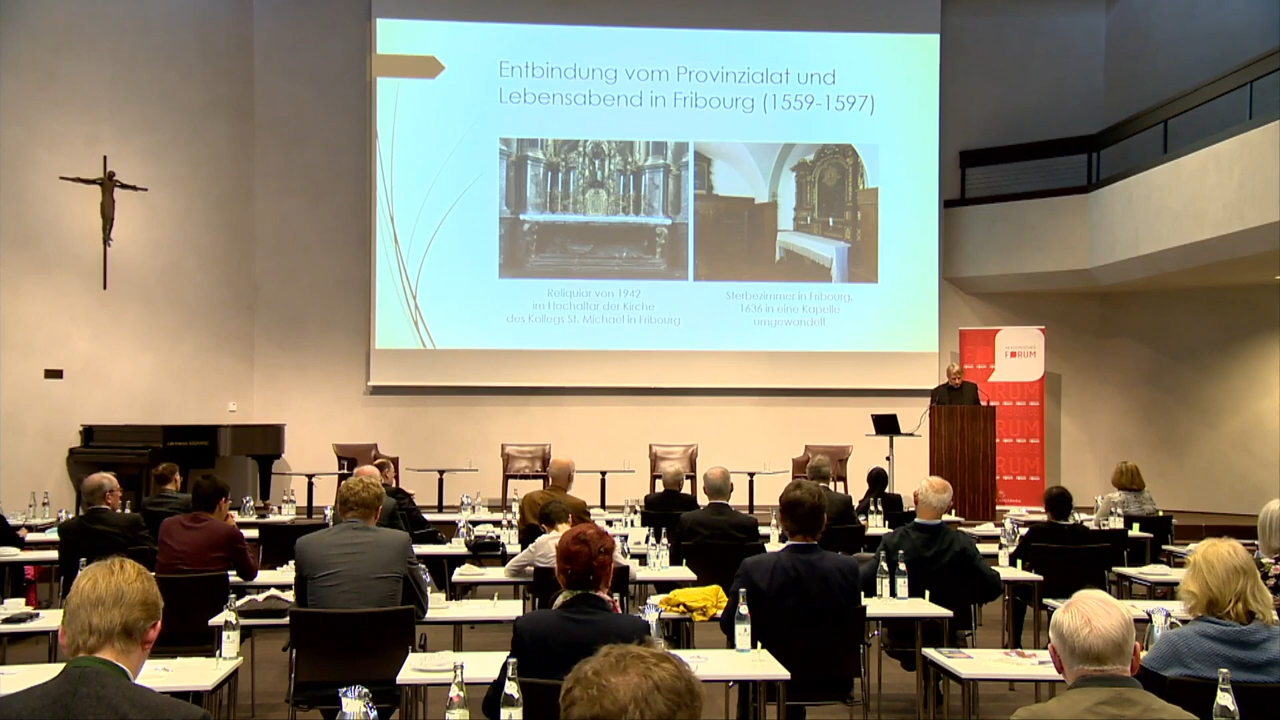 Entbindung vom Provinzialat und
Lebensabend in Fribourg (1559-1597)
Reliquiar von 1942
im Hochaltar der Kirche
des Kollegs St. Michael in Fribourg
Sterbezimmer in Fribourg,
1636 in eine Kapelle
umgewandelt
FORUM